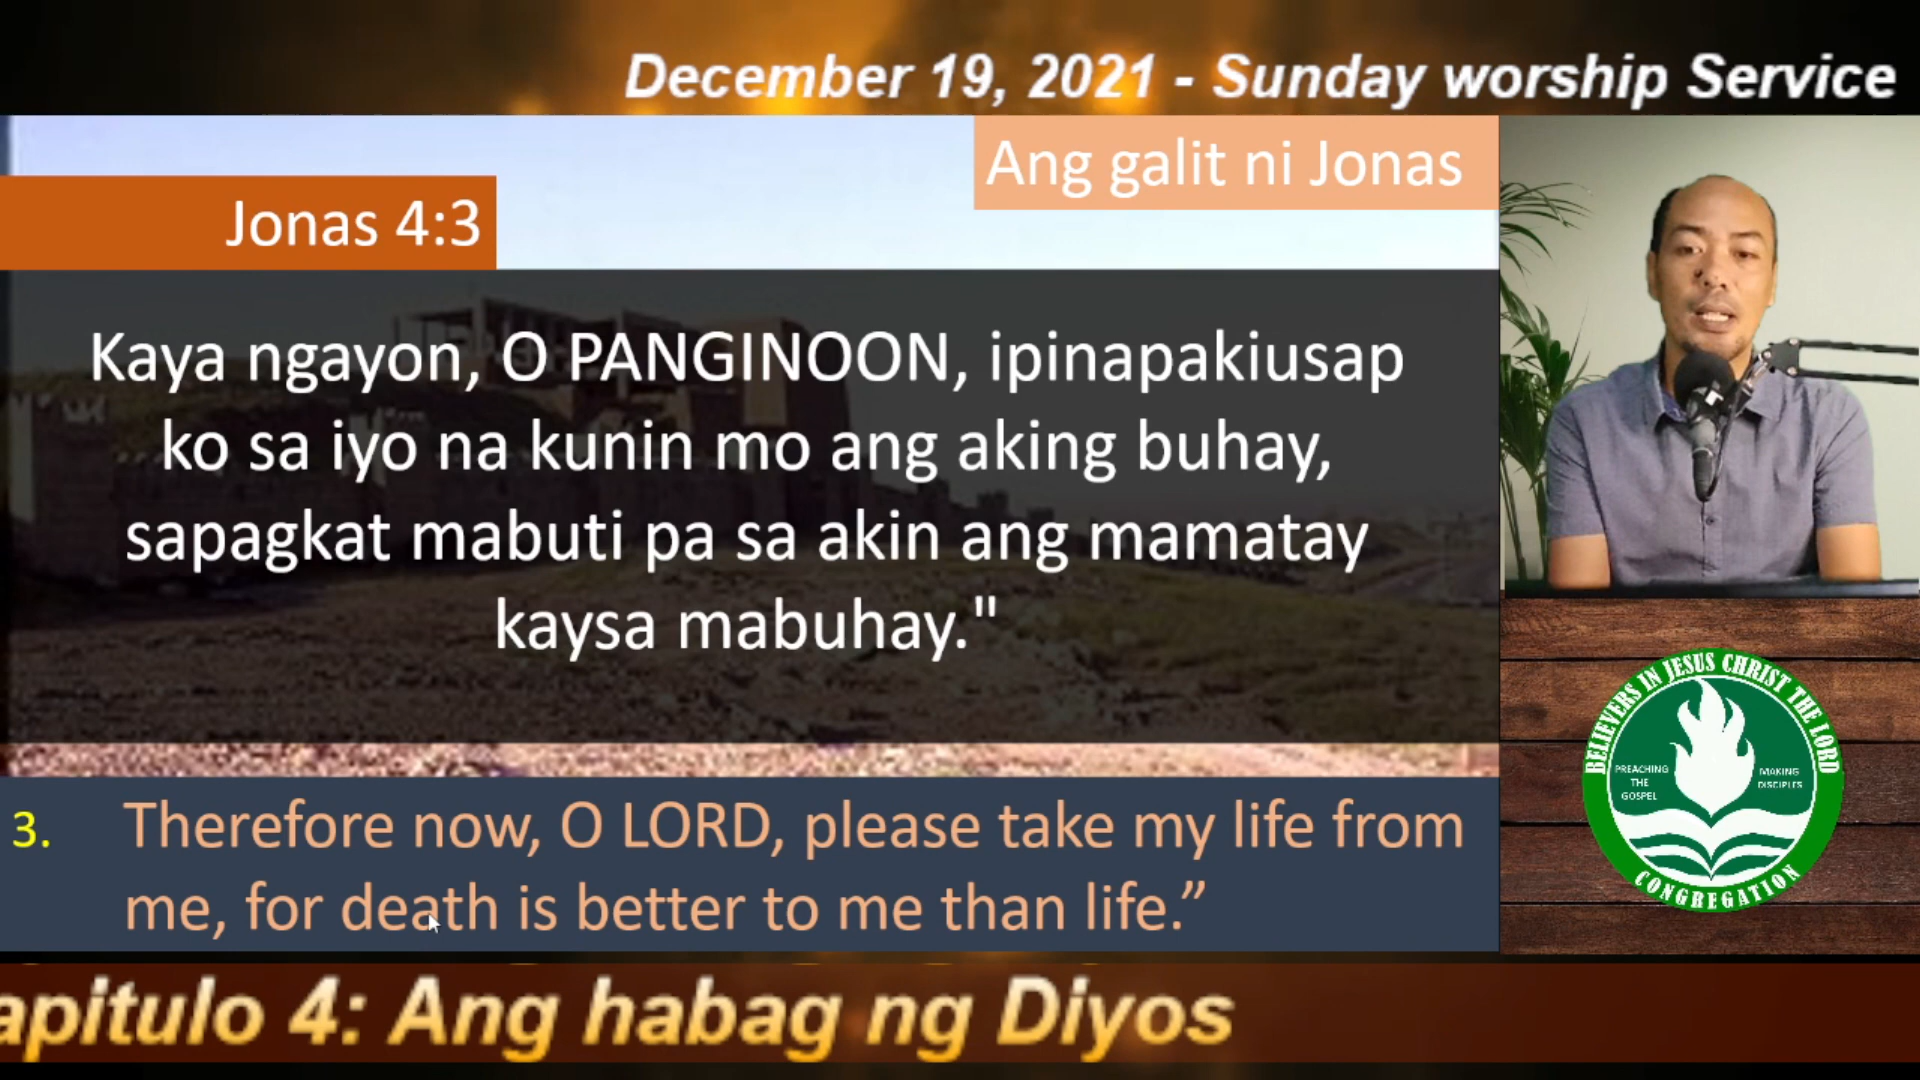 December 19, 2021 - Sunday worship Service
Ang galit ni Jonas
Jonas 4:3
Kaya ngayon, O PANGINOON, ipinapakiusap
ko sa iyo na kunin mo ang aking buhay,
sapagkat mabuti pa sa akin ang mamatay
kaysa mabuhay."
3. Therefore now, O LORD, please take my life from
me, for death is better to me than life.”
BELIEVERS IN JESUS CHRIST THE LORD
PREACHING
THE
GOSPEL
MAKING
DISCIPLES
CONGREGATION
apitulo 4: Ang habag ng Diyos